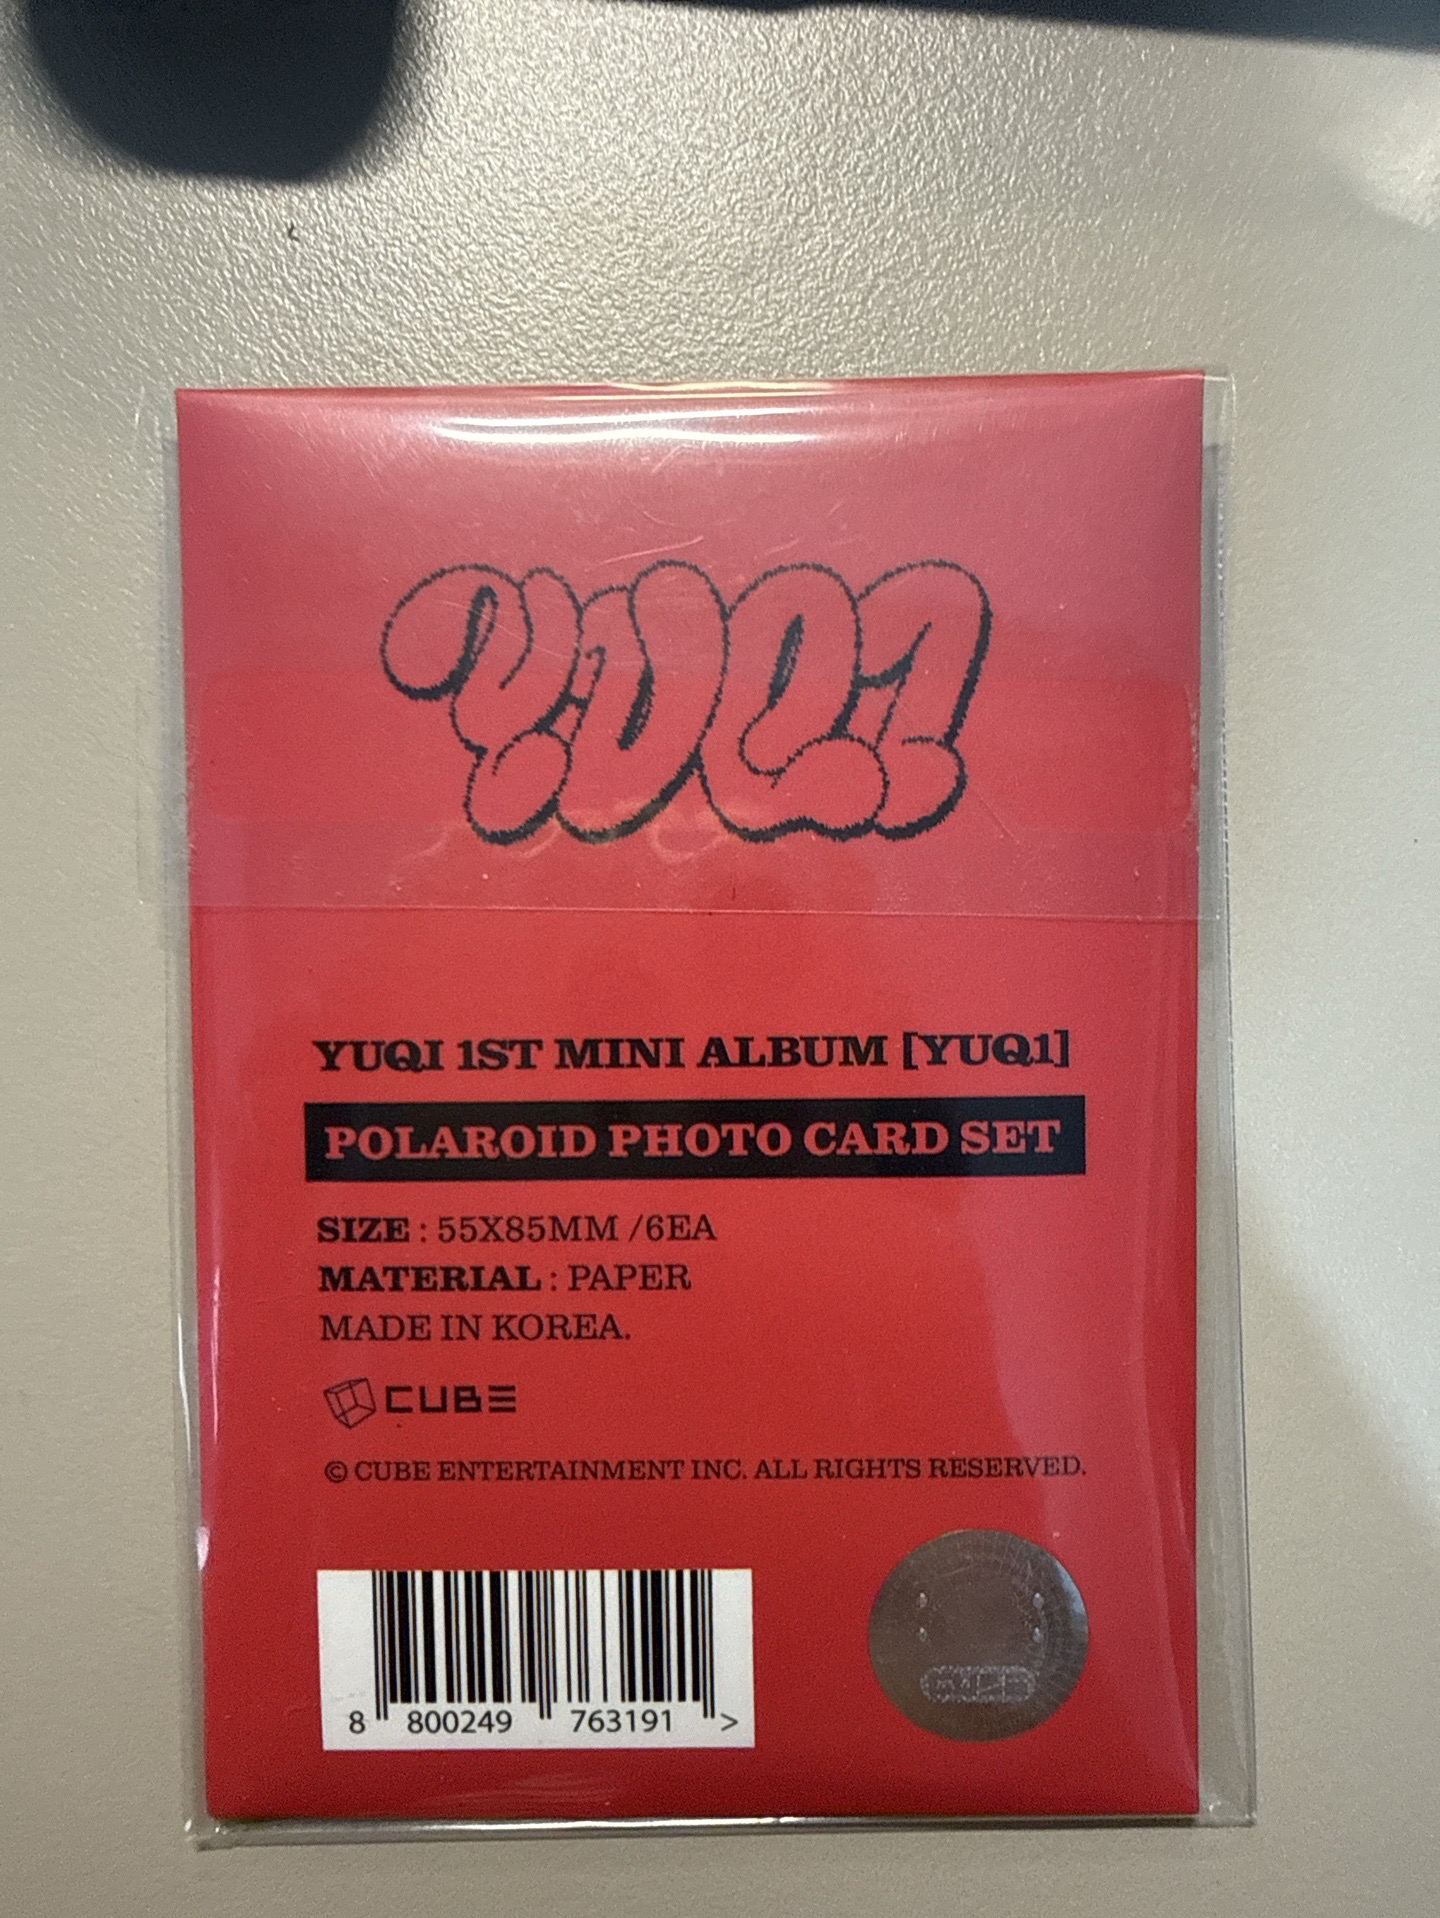 YUQ1
YUQI 1ST MINI ALBUM [YUQ1]
POLAROID PHOTO CARD SET
SIZE : 55X85MM /6EA
MATERIAL : PAPER
MADE IN KOREA.
CUBE
© CUBE ENTERTAINMENT INC. ALL RIGHTS RESERVED.
8 800249 763191 >